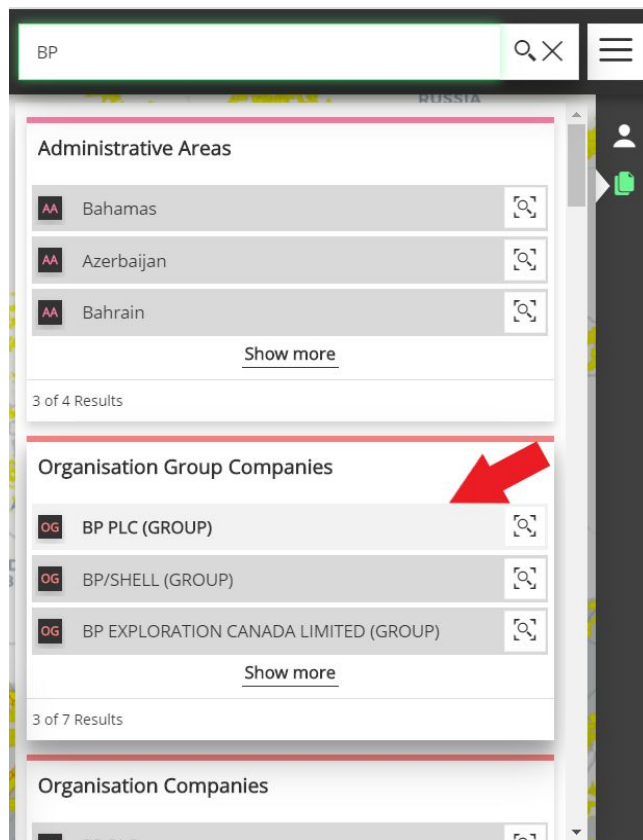 BP
RUSSIA
Administrative Areas
AA Bahamas
AA Azerbaijan
AA Bahrain
Show more
3 of 4 Results
Organisation Group Companies
OG BP PLC (GROUP)
OG BP/SHELL (GROUP)
OG BP EXPLORATION CANADA LIMITED (GROUP)
Show more
3 of 7 Results
Organisation Companies